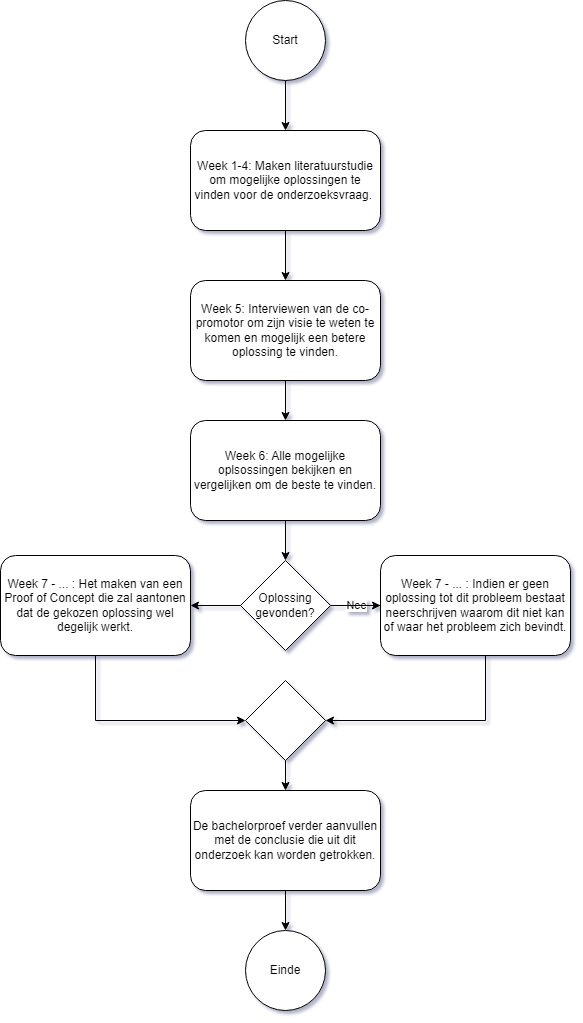 Start
Week 1-4: Maken literatuurstudie
om mogelijke oplossingen te
vinden voor de onderzoeksvraag.
Week 5: Interviewen van de co-
promotor om zijn visie te weten te
komen en mogelijk een betere
oplossing te vinden.
Week 6: Alle mogelijke
oplsossingen bekijken en
vergelijken om de beste te vinden.
Week 7 - ... : Het maken van een
Proof of Concept die zal aantonen
dat de gekozen oplossing wel
degelijk werkt.
Oplossing
gevonden?
Nee
Week 7 - ... : Indien er geen
oplossing tot dit probleem bestaat
neerschrijven waarom dit niet kan
of waar het probleem zich bevindt.
De bachelorproef verder aanvullen
met de conclusie die uit dit
onderzoek kan worden getrokken.
Einde